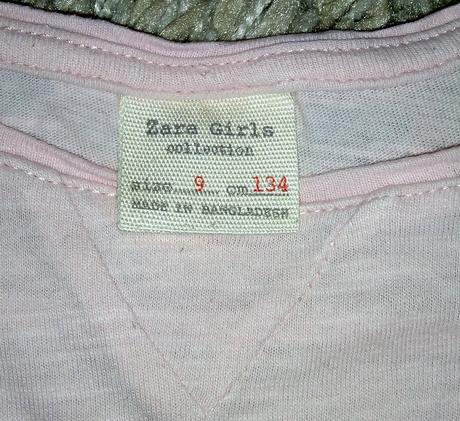 Zara Girls
collection
size...9... cm 134
MADE IN BANGLADESH